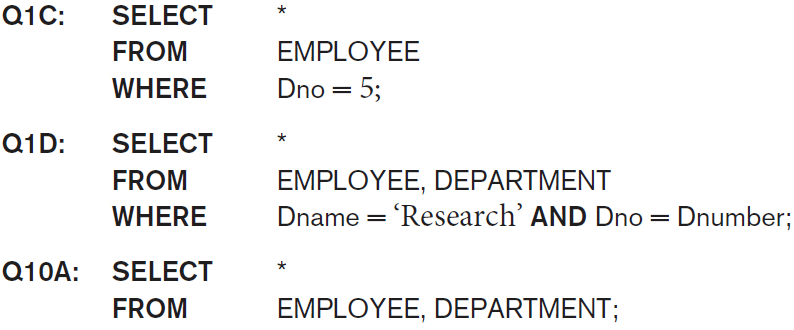 Q1C: SELECT *
FROM EMPLOYEE
WHERE Dno = 5;
Q1D: SELECT *
FROM EMPLOYEE, DEPARTMENT
WHERE Dname = ‘Research’ AND Dno = Dnumber;
Q10A: SELECT *
FROM EMPLOYEE, DEPARTMENT;